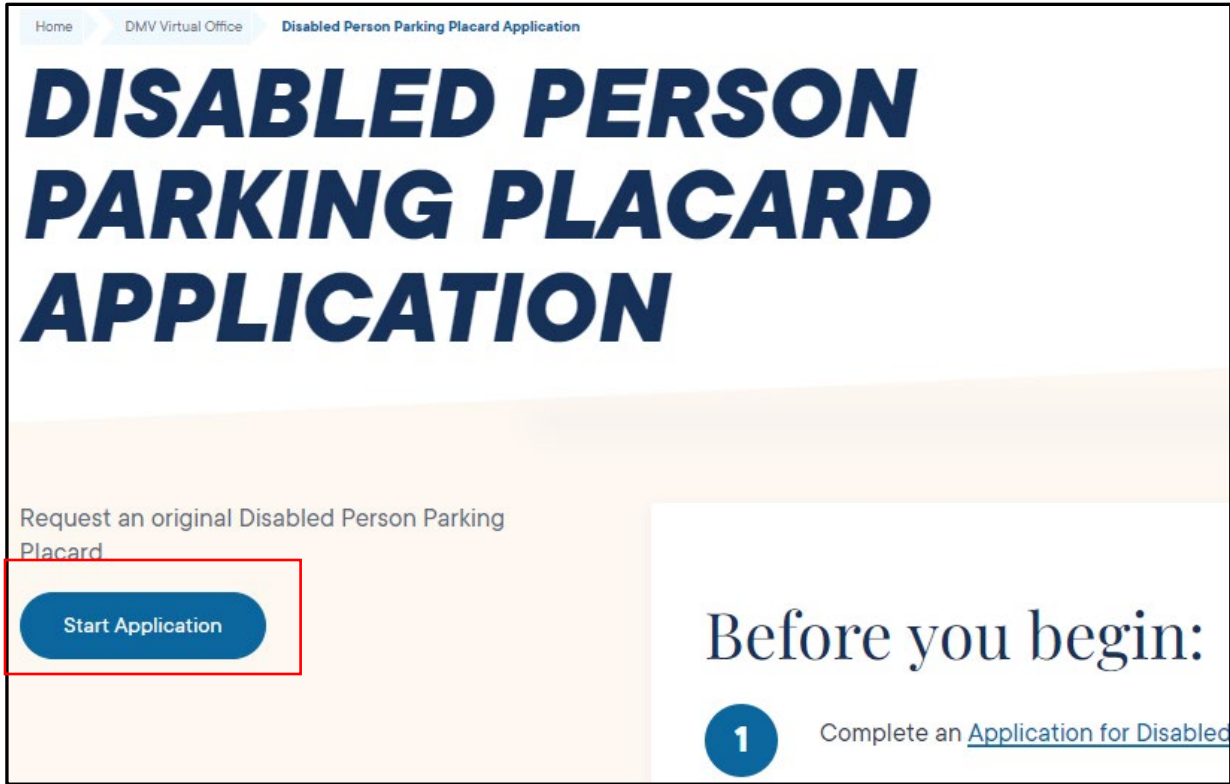 Home DMV Virtual Office Disabled Person Parking Placard Application
DISABLED PERSON
PARKING PLACARD
APPLICATION
Request an original Disabled Person Parking
Placard
Start Application
Before you begin:
1 Complete an Application for Disabled